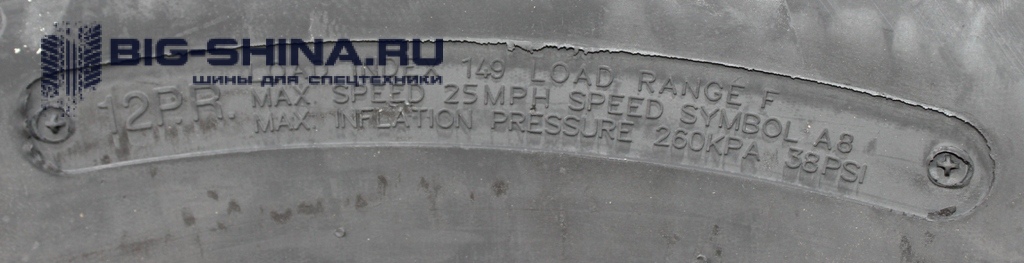 BIG-SHINA.RU
шины для спецтехники
149 LOAD RANGE F
12P.R. MAX. SPEED 25MPH SPEED SYMBOL A8
MAX. INFLATION PRESSURE 260KPA 38PSI